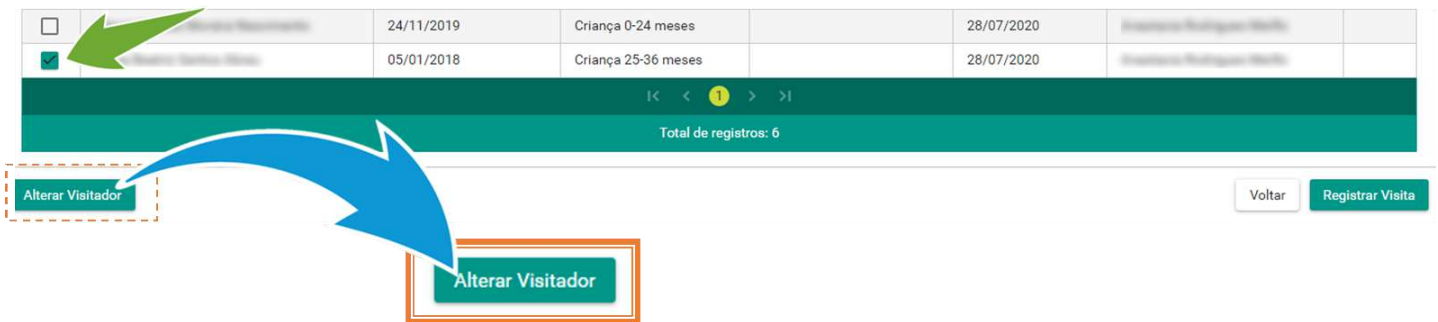 24/11/2019 Criança 0-24 meses 28/07/2020
05/01/2018 Criança 25-36 meses 28/07/2020
1
Total de registros: 6
Alterar Visitador Voltar Registrar Visita
Alterar Visitador